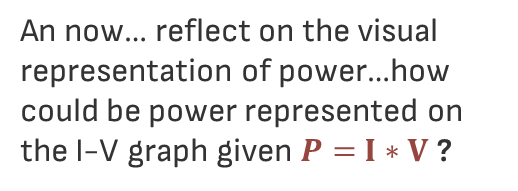 An now... reflect on the visual
representation of power...how
could be power represented on
the I-V graph given P = I * V ?